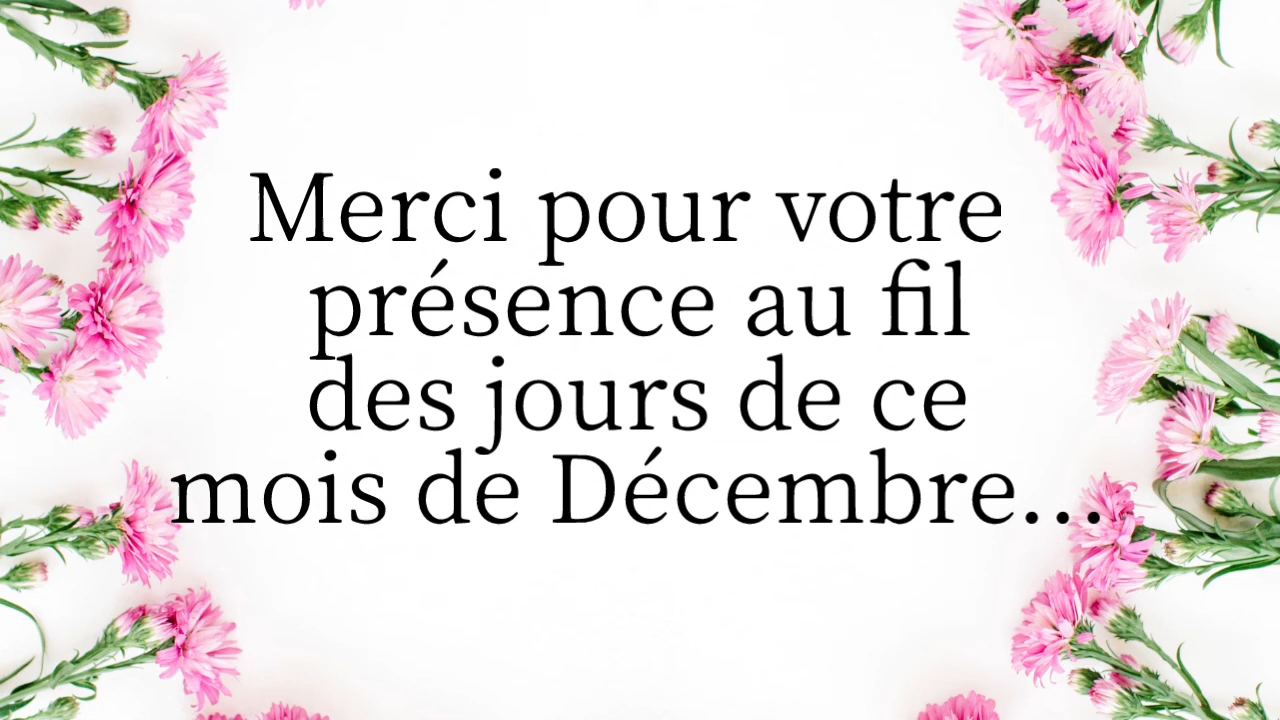 Merci pour votre
présence au fil
des jours de ce
mois de Décembre...